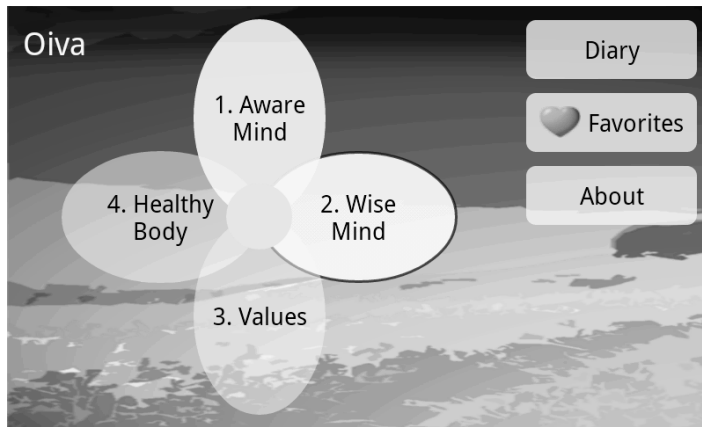 Oiva
1. Aware
Mind
4. Healthy
Body
2. Wise
Mind
3. Values
Diary
Favorites
About